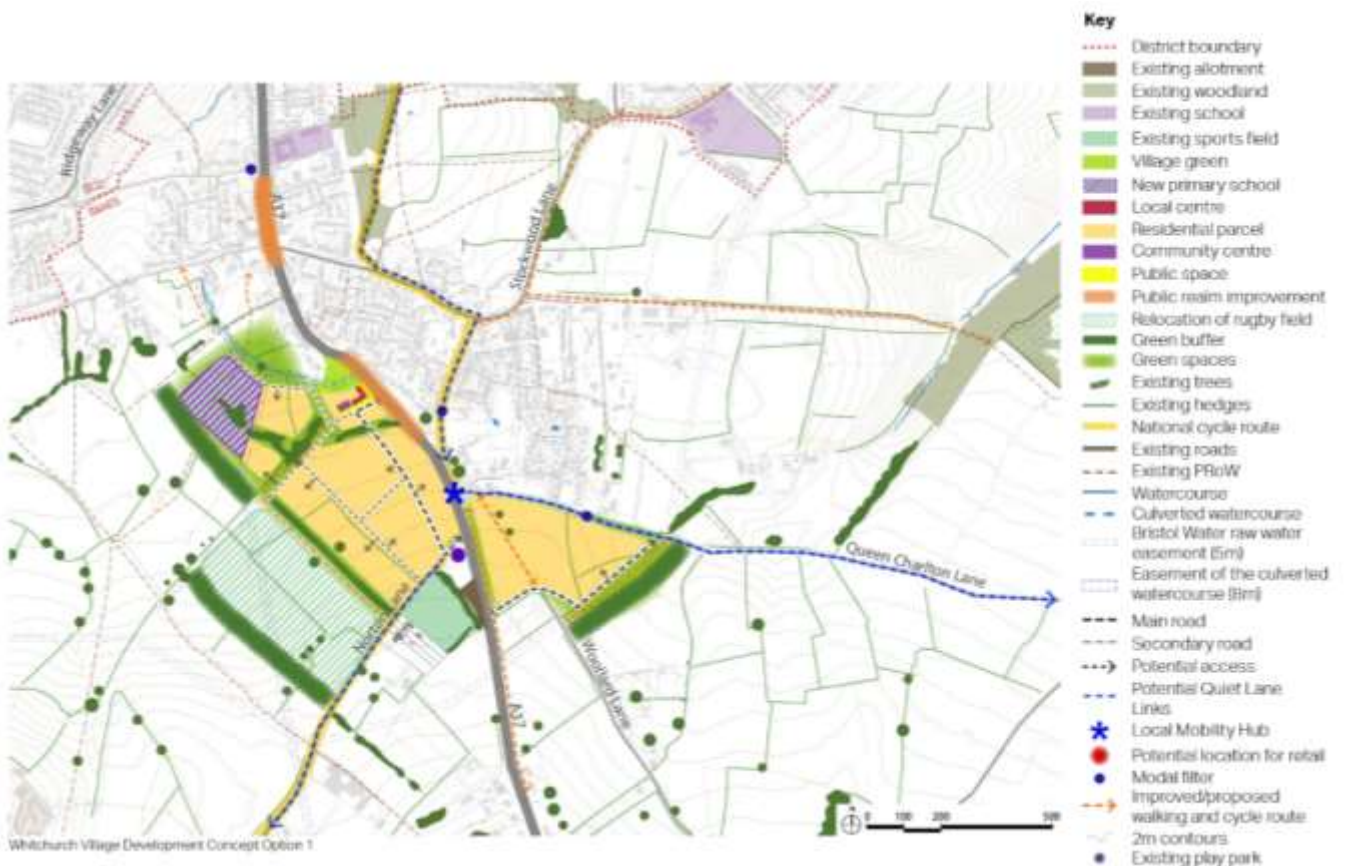 Key
District boundary
Existing allotment
Existing woodland
Existing school
Existing sports field
Village green
New primary school
Local centre
Residential parcel
Community centre
Public space
Public realm improvement
Relocation of rugby field
Green buffer
Green spaces
Existing trees
Existing hedges
National cycle route
Existing roads
Existing PRoW
Watercourse
Culverted watercourse
Bristol Water raw water
easement (15m)
Easement of the culverted
watercourse (8m)
Main road
Secondary road
Potential access
Potential Quiet Lane
Links
Local Mobility Hub
Potential location for retail
Modal filter
Improved/proposed
walking and cycle route
2m contours
Existing play park
Ridgeway Lane
A37
Stockwood Lane
Queen Charlton Lane
Woollard Lane
A37
0 100 200 500
Whitchurch Village Development Concept Option 1